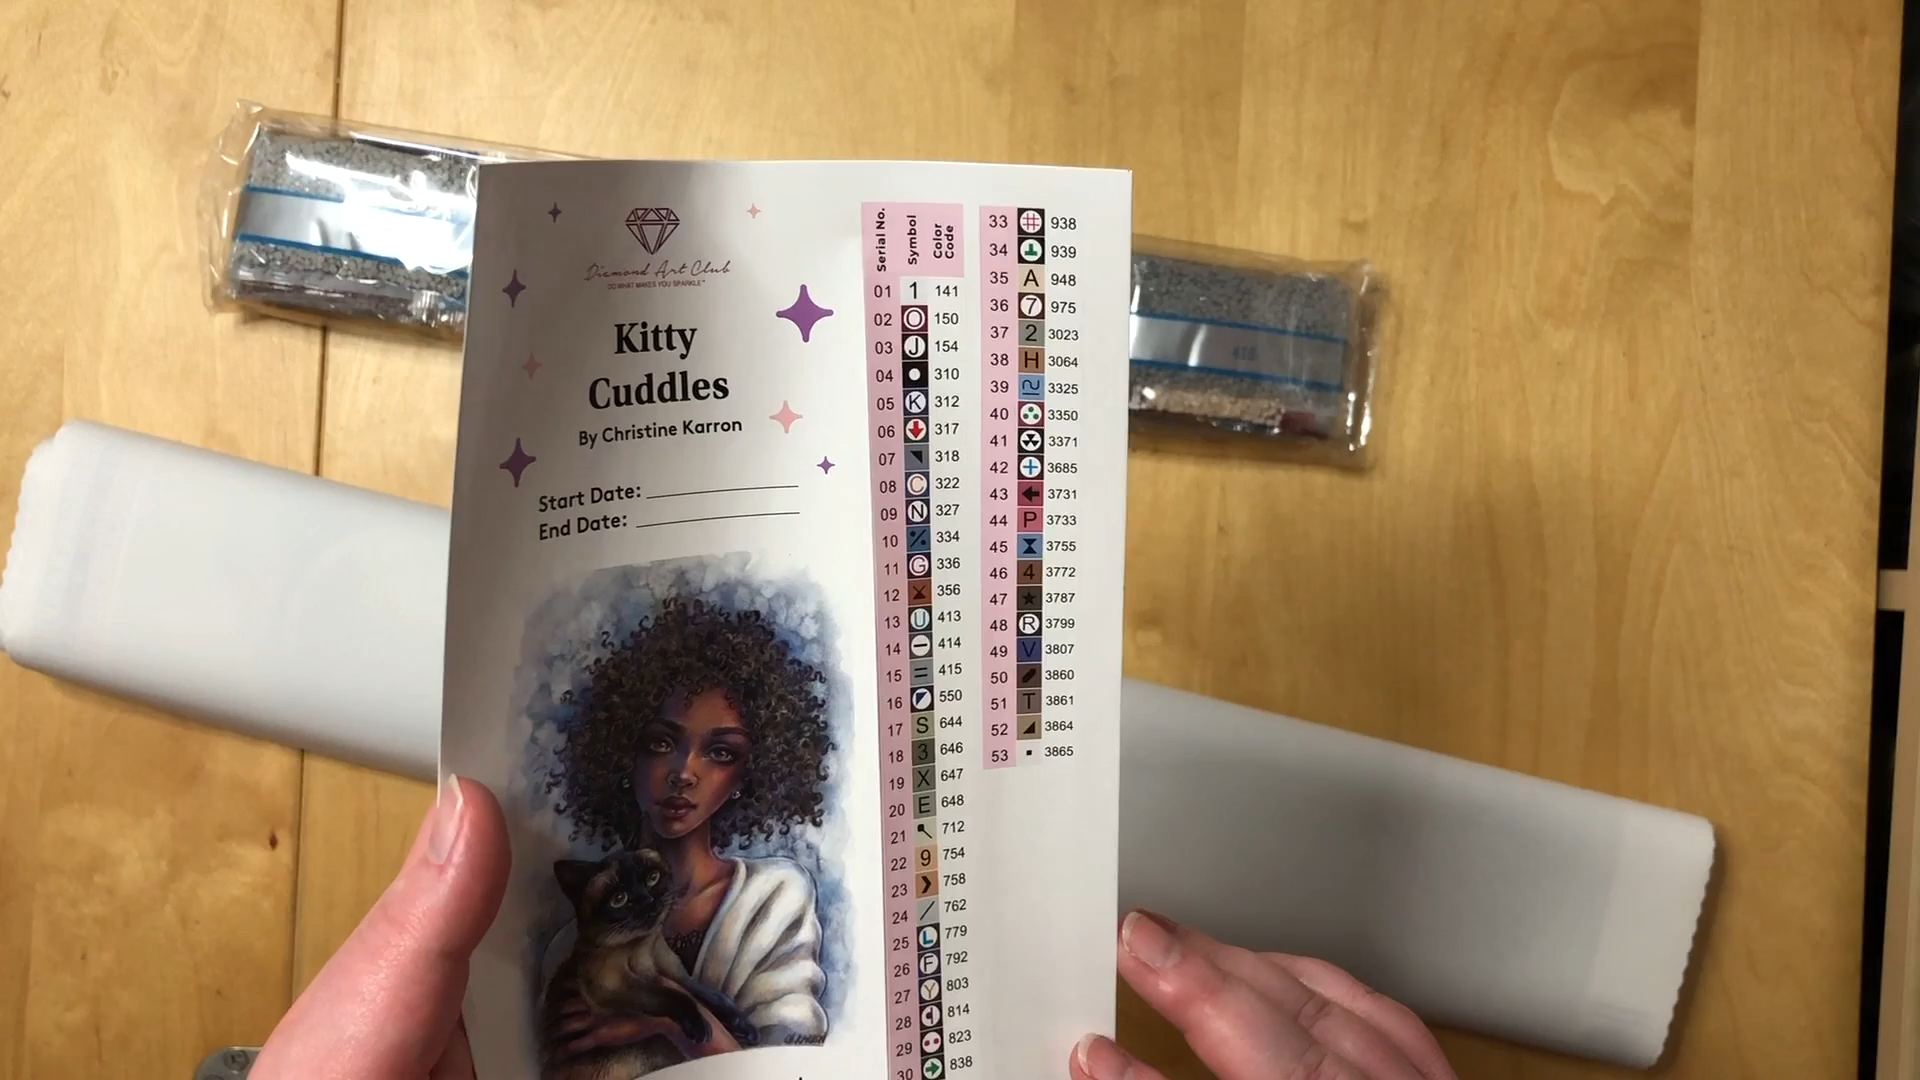 Diamond Art Club
DO WHAT MAKES YOU SPARKLE™
Kitty
Cuddles
By Christine Karron
Start Date:
End Date:
Serial No. Symbol Color Code
01 1 141
02 O 150
03 J 154
04 310
05 K 312
06 317
07 318
08 C 322
09 N 327
10 334
11 G 336
12 356
13 U 413
14 414
15 = 415
16 550
17 S 644
18 3 646
19 X 647
20 E 648
21 712
22 9 754
23 758
24 / 762
25 L 779
26 F 792
27 Y 803
28 814
29 823
30 838
33 # 938
34 939
35 A 948
36 7 975
37 2 3023
38 H 3064
39 3325
40 3350
41 3371
42 + 3685
43 3731
44 P 3733
45 3755
46 4 3772
47 ★ 3787
48 R 3799
49 V 3807
50 3860
51 T 3861
52 3864
53 3865